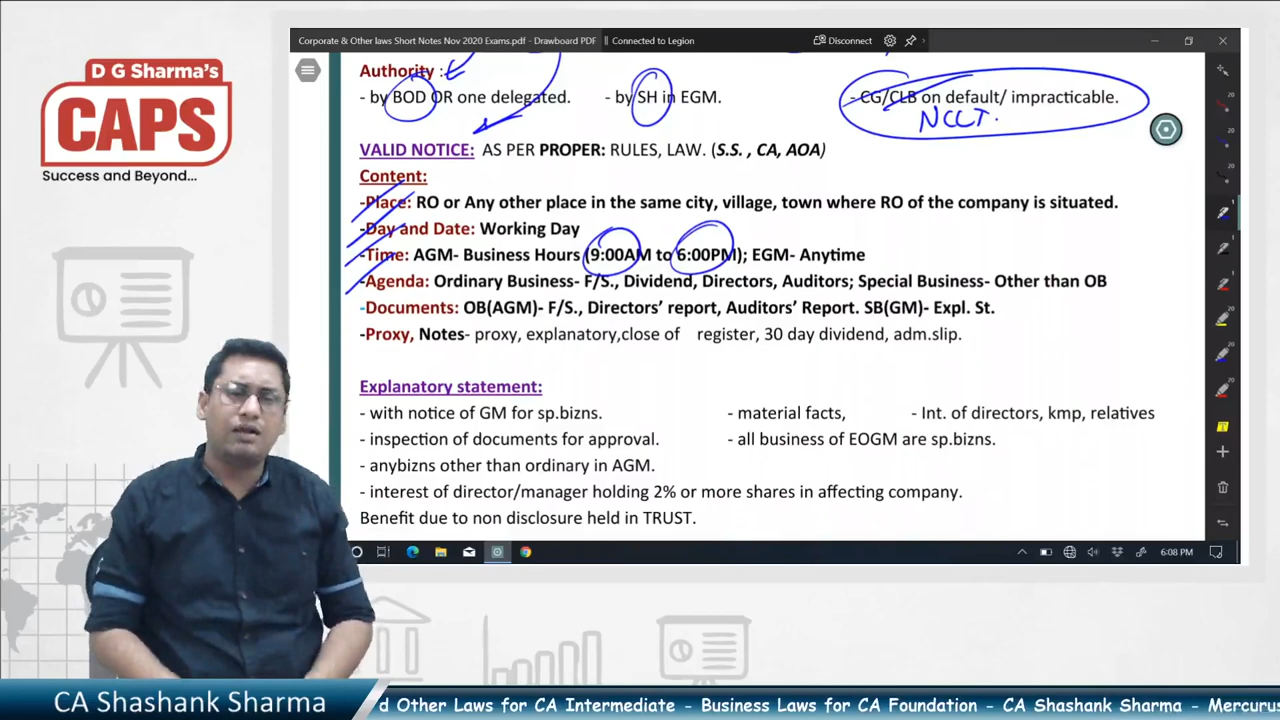 D G Sharma's
CAPS
Success and Beyond...
Corporate & Other laws Short Notes Nov 2020 Exams.pdf - Drawboard PDF
Connected to Legion
Disconnect
Authority :
- by BOD OR one delegated. - by SH in EGM. - CG/CLB on default/ impracticable.
NCLT.
VALID NOTICE: AS PER PROPER: RULES, LAW. (S.S. , CA, AOA)
Content:
-Place: RO or Any other place in the same city, village, town where RO of the company is situated.
-Day and Date: Working Day
-Time: AGM- Business Hours (9:00AM to 6:00PM); EGM- Anytime
-Agenda: Ordinary Business- F/S., Dividend, Directors, Auditors; Special Business- Other than OB
-Documents: OB(AGM)- F/S., Directors' report, Auditors' Report. SB(GM)- Expl. St.
-Proxy, Notes- proxy, explanatory,close of register, 30 day dividend, adm.slip.
Explanatory statement:
- with notice of GM for sp.bizns. - material facts, - Int. of directors, kmp, relatives
- inspection of documents for approval. - all business of EOGM are sp.bizns.
- anybizns other than ordinary in AGM.
- interest of director/manager holding 2% or more shares in affecting company.
Benefit due to non disclosure held in TRUST.
6:08 PM
CA Shashank Sharma
d Other Laws for CA Intermediate - Business Laws for CA Foundation - CA Shashank Sharma - Mercurus